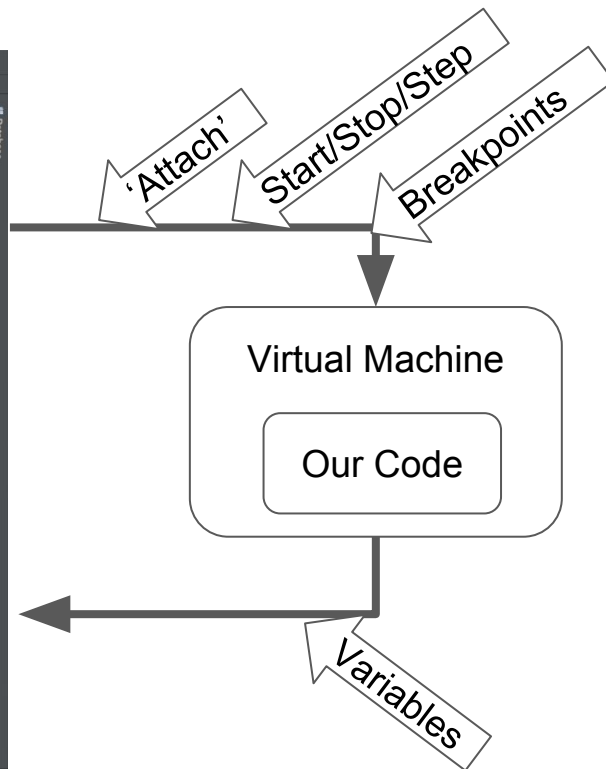 ‘Attach’
Start/Stop/Step
Breakpoints
Virtual Machine
Our Code
Variables